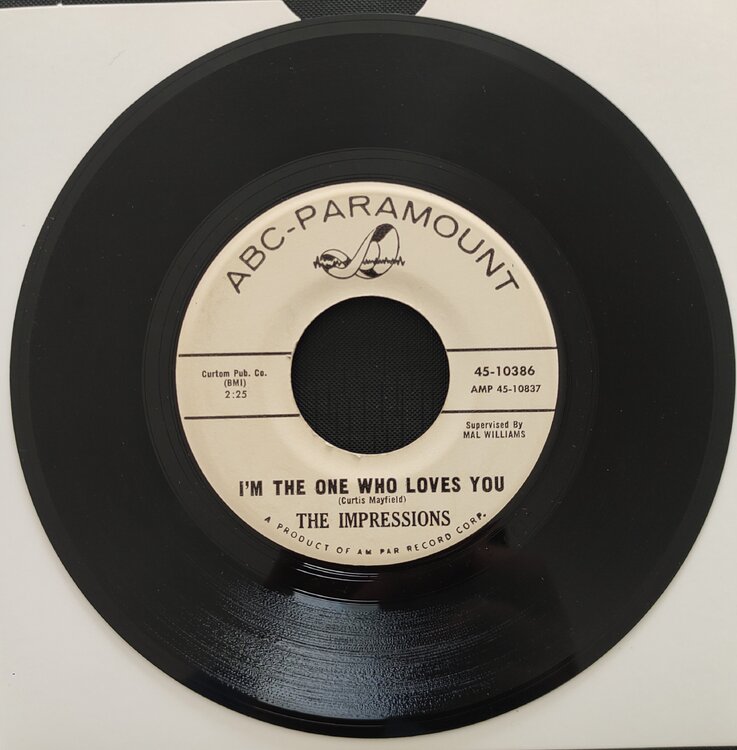 ABC-PARAMOUNT
Curtom Pub. Co.
(BMI)
2:25
45-10386
AMP 45-10837
Supervised By
MAL WILLIAMS
I'M THE ONE WHO LOVES YOU
(Curtis Mayfield)
THE IMPRESSIONS
A PRODUCT OF AM PAR RECORD CORP.